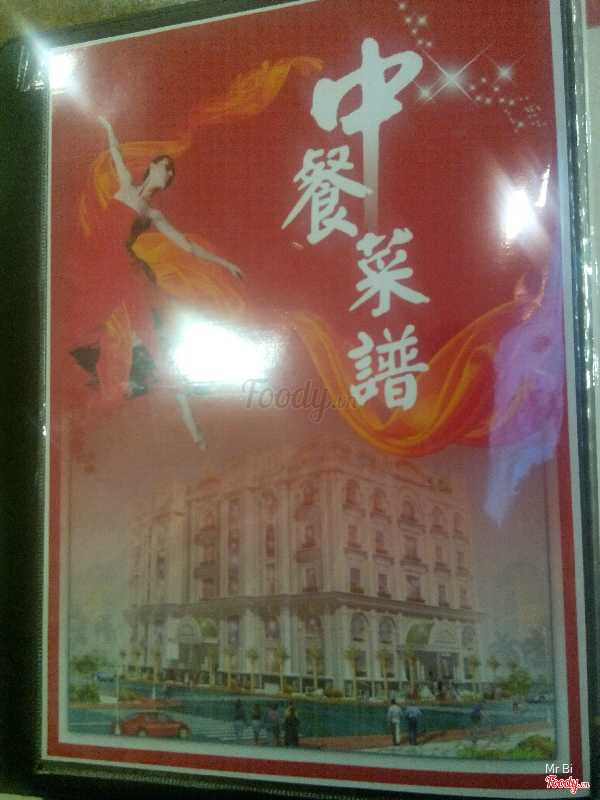 中餐菜譜
Foody.vn
Mr Bi
Foody.vn